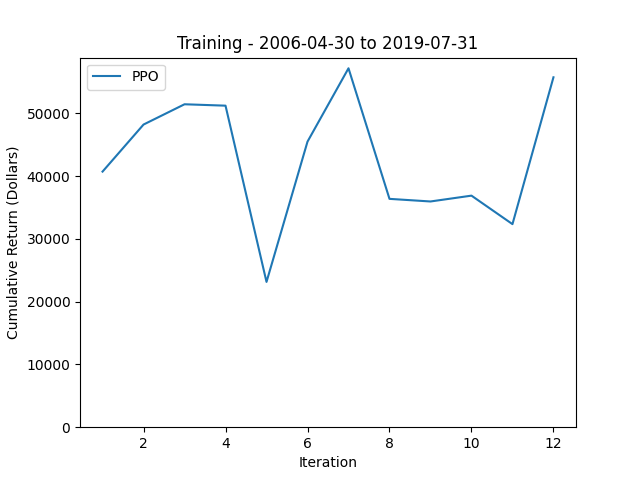 Training - 2006-04-30 to 2019-07-31
PPO
Cumulative Return (Dollars)
50000
40000
30000
20000
10000
0
2 4 6 8 10 12
Iteration